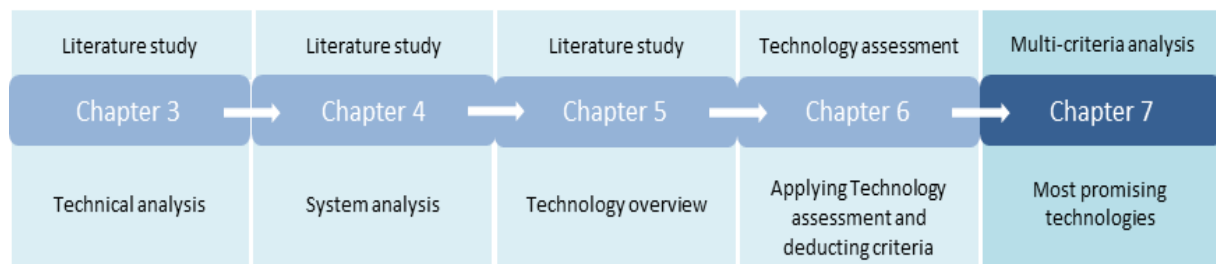 Literature study
Literature study
Literature study
Technology assessment
Multi-criteria analysis
Chapter 3
Chapter 4
Chapter 5
Chapter 6
Chapter 7
Technical analysis
System analysis
Technology overview
Applying Technology
assessment and
deducting criteria
Most promising
technologies